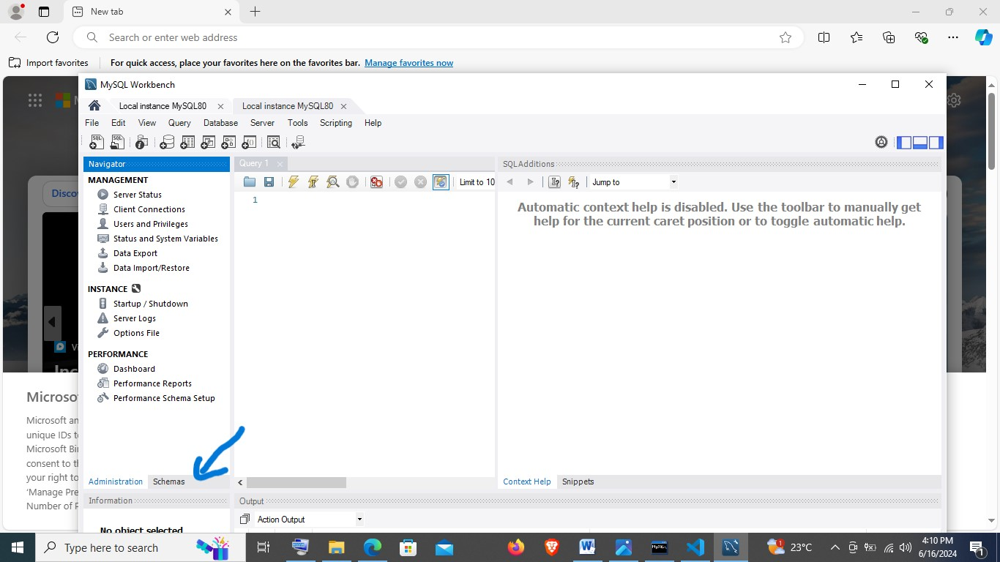 New tab
Search or enter web address
Import favorites
For quick access, place your favorites here on the favorites bar. Manage favorites now
MySQL Workbench
Local instance MySQL80
Local instance MySQL80
File Edit View Query Database Server Tools Scripting Help
Navigator
MANAGEMENT
Server Status
Client Connections
Users and Privileges
Status and System Variables
Data Export
Data Import/Restore
INSTANCE
Startup / Shutdown
Server Logs
Options File
PERFORMANCE
Dashboard
Performance Reports
Performance Schema Setup
Administration Schemas
Information
No object selected
Query 1
Limit to 10
1
SQLAdditions
Jump to
Automatic context help is disabled. Use the toolbar to manually get
help for the current caret position or to toggle automatic help.
Context Help Snippets
Output
Action Output
M
Disco
Vi
Inc
Microso
Microsoft an
unique IDs t
Microsoft Bi
consent to t
your right to
‘Manage Pre
Number of P
Type here to search
23°C
4:10 PM
6/16/2024